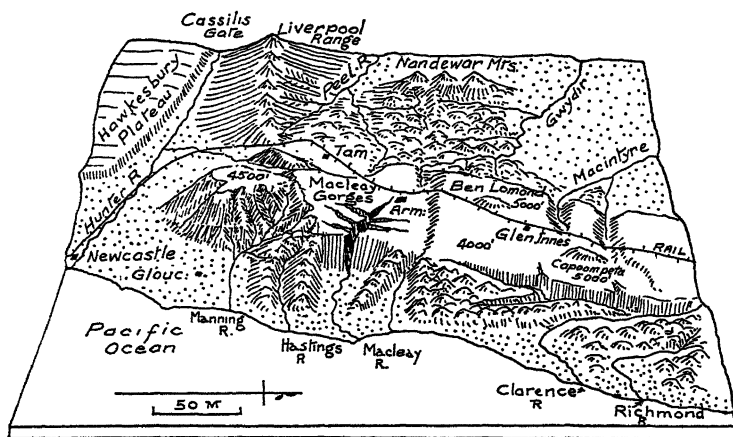 Cassilis
Gate
Liverpool
Range
Hawkesbury
Plateau
Peel R.
Nandewar Mts.
Gwydir
Hunter R
Tam.
Macintyre
4500'
Macleay
Gorges
Arm.
Ben Lomond
5000'
Glen Innes
4000'
RAIL
Capoompeta
5000'
Newcastle
Glouc.
Manning
R.
Hastings
R
Macleay
R.
Pacific
Ocean
Clarence
R
Richmond
R
50 M